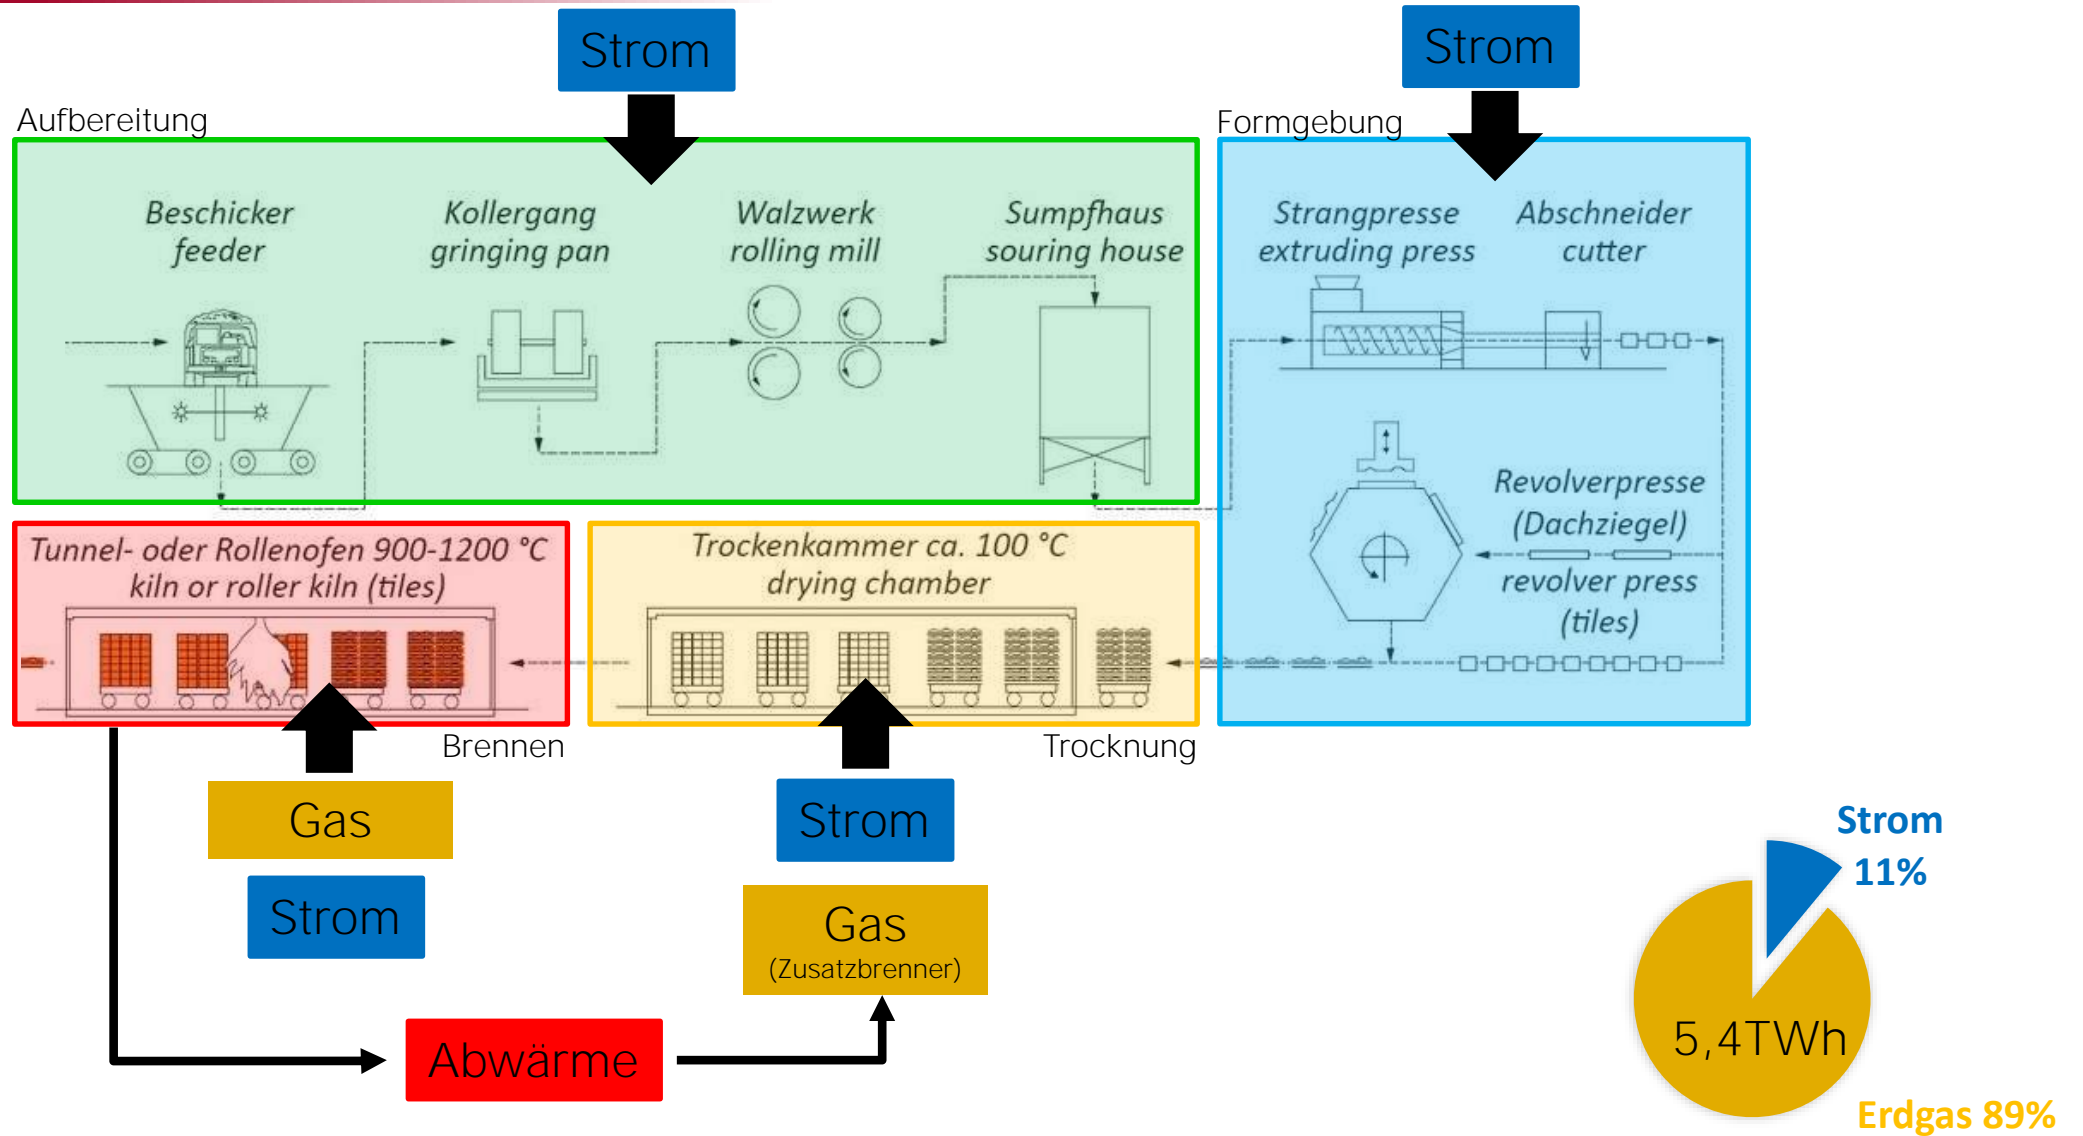 Strom
Strom
Aufbereitung
Formgebung
Beschicker
feeder
Kollergang
gringing pan
Walzwerk
rolling mill
Sumpfhaus
souring house
Strangpresse
extruding press
Abschneider
cutter
Revolverpresse
(Dachziegel)
revolver press
(tiles)
Tunnel- oder Rollenofen 900-1200 °C
kiln or roller kiln (tiles)
Trockenkammer ca. 100 °C
drying chamber
Brennen
Trocknung
Gas
Strom
Strom
Gas
(Zusatzbrenner)
Abwärme
Strom
11%
5,4TWh
Erdgas 89%